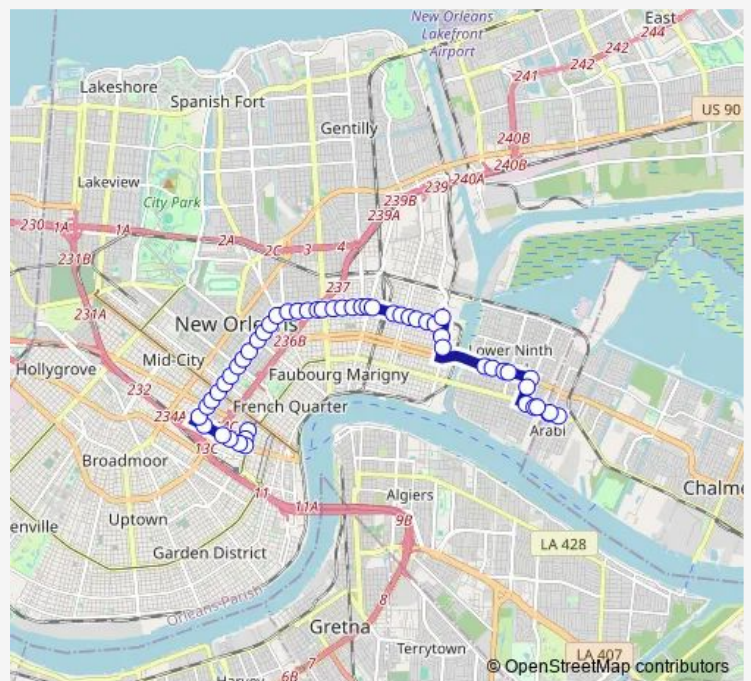 New Orleans
Lakefront
Airport
East
244
242
242
241
Lakeshore
Spanish Fort
US 90
Gentilly
240B
240B
240A
239
239B
239A
Lakeview
City Park
230
1A
1A
2A
2C
3
4
231B
237
231A
New Orleans
236B
Lower Ninth
Mid-City
Hollygrove
232
Faubourg Marigny
French Quarter
234A
4C
13C
Arabi
Broadmoor
Chalme
11
11A
Algiers
9B
enville
Uptown
LA 428
Garden District
Orleans Parish
8
Gretna
Terrytown
LA 407
7
6B
Harvey
© OpenStreetMap contributors